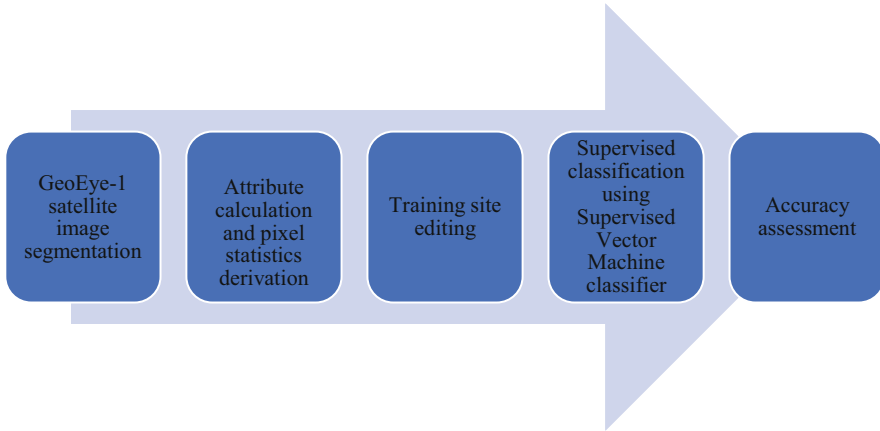 GeoEye-1
satellite
image
segmentation
Attribute
calculation
and pixel
statistics
derivation
Training site
editing
Supervised
classification
using
Supervised
Vector
Machine
classifier
Accuracy
assessment